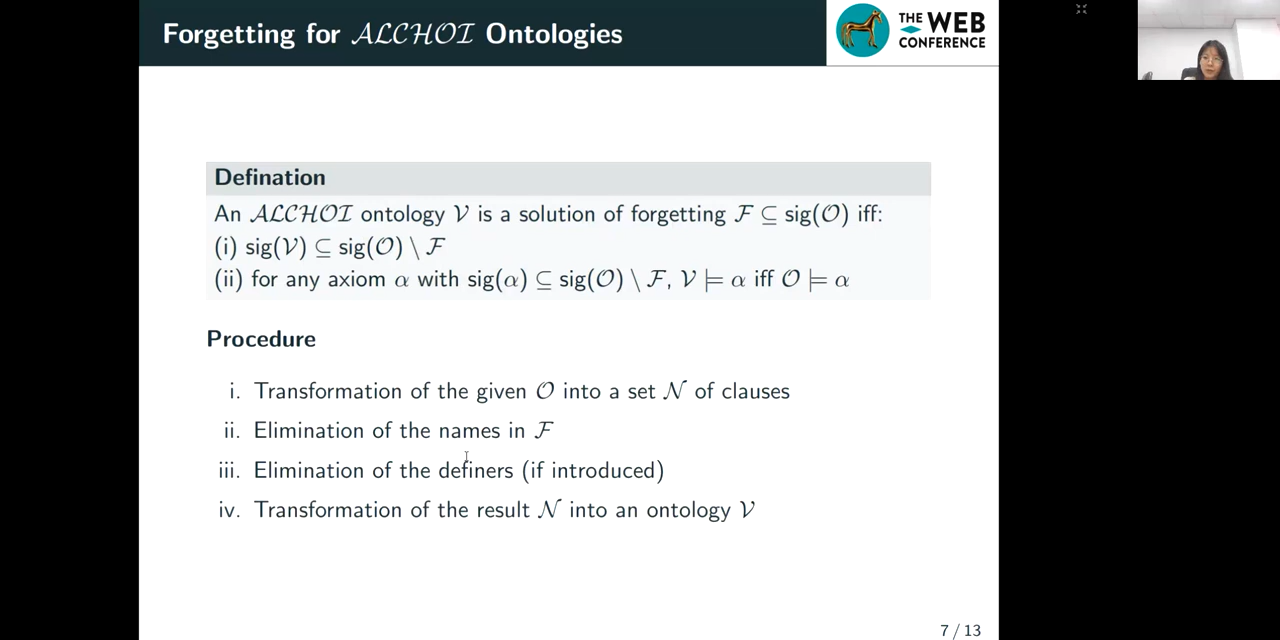 Forgetting for 𝒜ℒ𝒞ℋ𝒪ℐ Ontologies
THE WEB
CONFERENCE
Defination
An 𝒜ℒ𝒞ℋ𝒪ℐ ontology 𝒱 is a solution of forgetting ℱ ⊆ sig(𝒪) iff:
(i) sig(𝒱) ⊆ sig(𝒪) \ ℱ
(ii) for any axiom α with sig(α) ⊆ sig(𝒪) \ ℱ, 𝒱 ⊨ α iff 𝒪 ⊨ α
Procedure
i. Transformation of the given 𝒪 into a set 𝒩 of clauses
ii. Elimination of the names in ℱ
iii. Elimination of the definers (if introduced)
iv. Transformation of the result 𝒩 into an ontology 𝒱
7 / 13